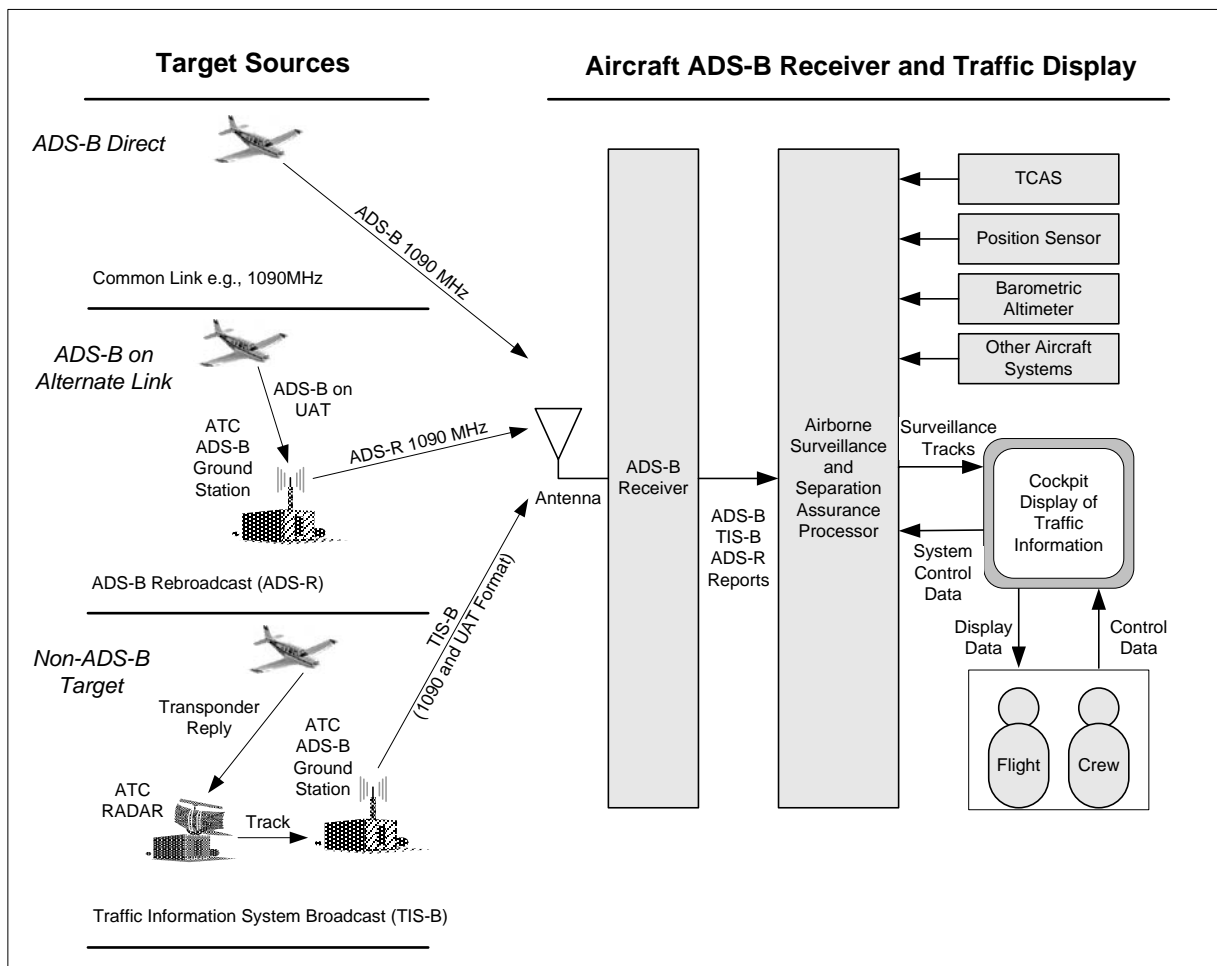 Target Sources
Aircraft ADS-B Receiver and Traffic Display
ADS-B Direct
ADS-B 1090 MHz
Common Link e.g., 1090MHz
ADS-B on
Alternate Link
ADS-B on
UAT
ATC
ADS-B
Ground
Station
ADS-R 1090 MHz
ADS-B Rebroadcast (ADS-R)
Non-ADS-B
Target
Transponder
Reply
ATC
RADAR
Track
ATC
ADS-B
Ground
Station
TIS-B
(1090 and UAT Format)
Traffic Information System Broadcast (TIS-B)
Antenna
ADS-B
Receiver
ADS-B
TIS-B
ADS-R
Reports
Airborne
Surveillance
and
Separation
Assurance
Processor
TCAS
Position Sensor
Barometric
Altimeter
Other Aircraft
Systems
Surveillance
Tracks
Cockpit
Display of
Traffic
Information
System
Control
Data
Display
Data
Control
Data
Flight
Crew